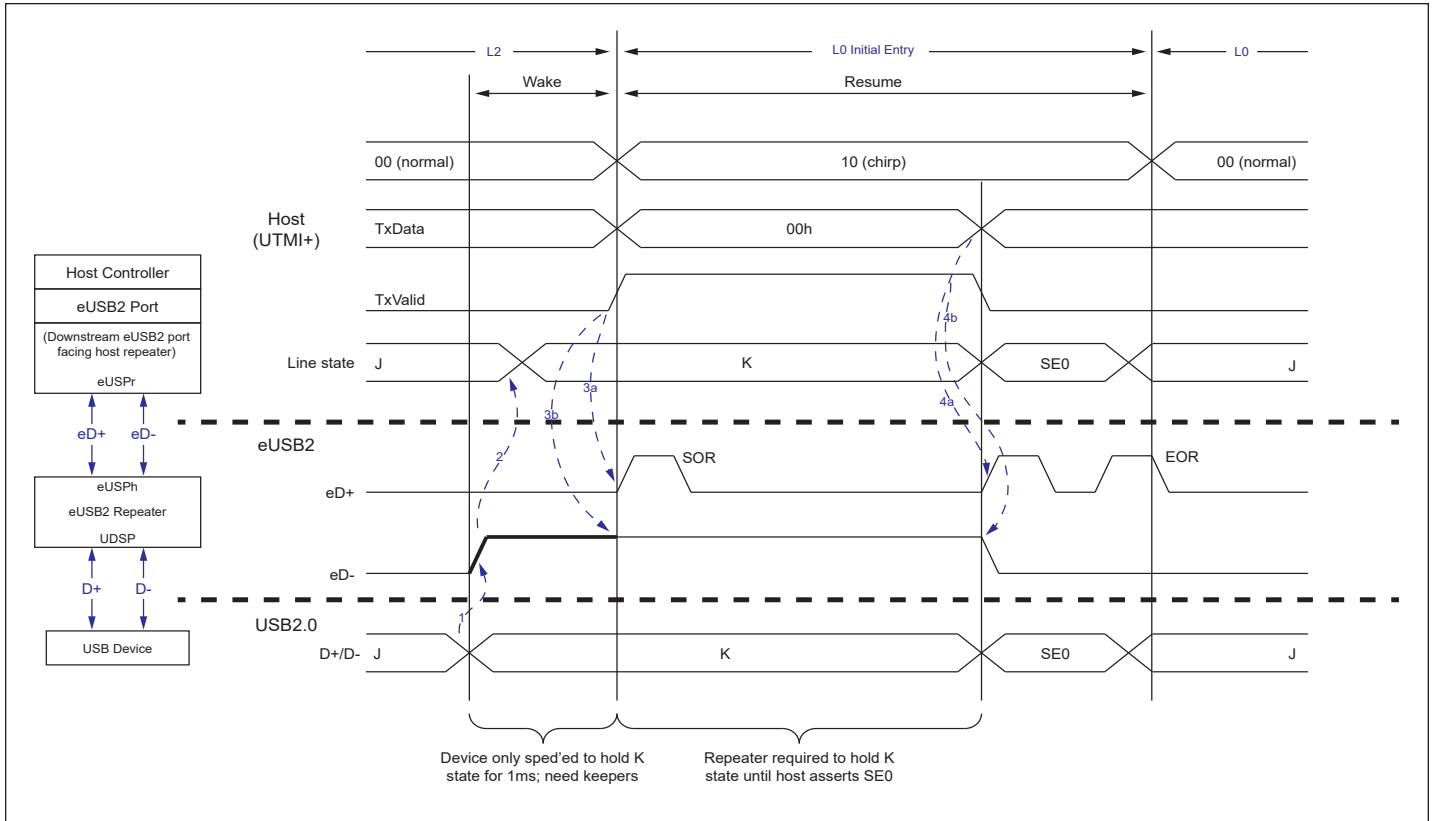 L2
L0 Initial Entry
L0
Wake
Resume
00 (normal)
10 (chirp)
00 (normal)
Host
(UTMI+)
TxData
00h
TxValid
Line state
J
K
SE0
J
Host Controller
eUSB2 Port
(Downstream eUSB2 port
facing host repeater)
eUSPr
eD+
eD-
eUSPh
eUSB2 Repeater
UDSP
D+
D-
USB Device
eUSB2
eD+
SOR
EOR
eD-
USB2.0
D+/D-
J
K
SE0
J
1
2
3a
3b
4a
4b
Device only sped'ed to hold K
state for 1ms; need keepers
Repeater required to hold K
state until host asserts SE0